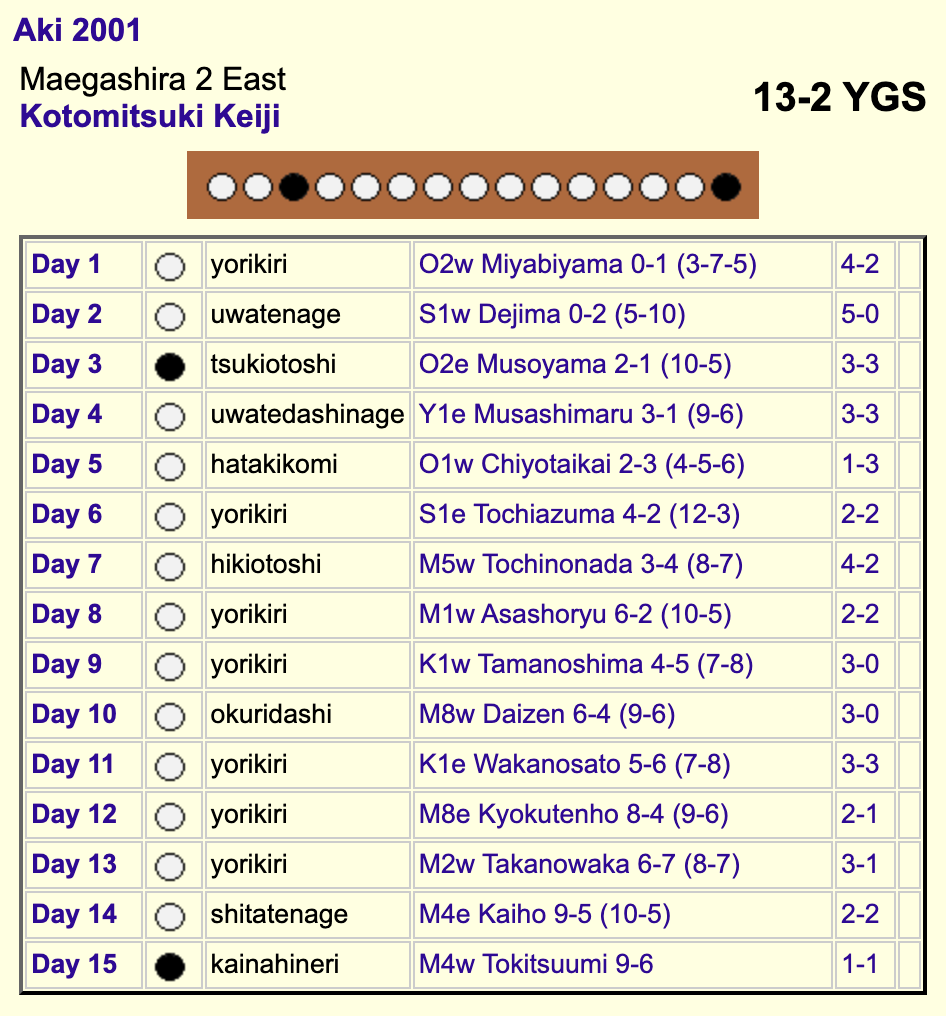 Aki 2001
Maegashira 2 East
Kotomitsuki Keiji
13-2 YGS
Day 1 yorikiri O2w Miyabiyama 0-1 (3-7-5) 4-2
Day 2 uwatenage S1w Dejima 0-2 (5-10) 5-0
Day 3 tsukiotoshi O2e Musoyama 2-1 (10-5) 3-3
Day 4 uwatedashinage Y1e Musashimaru 3-1 (9-6) 3-3
Day 5 hatakikomi O1w Chiyotaikai 2-3 (4-5-6) 1-3
Day 6 yorikiri S1e Tochiazuma 4-2 (12-3) 2-2
Day 7 hikiotoshi M5w Tochinonada 3-4 (8-7) 4-2
Day 8 yorikiri M1w Asashoryu 6-2 (10-5) 2-2
Day 9 yorikiri K1w Tamanoshima 4-5 (7-8) 3-0
Day 10 okuridashi M8w Daizen 6-4 (9-6) 3-0
Day 11 yorikiri K1e Wakanosato 5-6 (7-8) 3-3
Day 12 yorikiri M8e Kyokutenho 8-4 (9-6) 2-1
Day 13 yorikiri M2w Takanowaka 6-7 (8-7) 3-1
Day 14 shitatenage M4e Kaiho 9-5 (10-5) 2-2
Day 15 kainahineri M4w Tokitsuumi 9-6 1-1